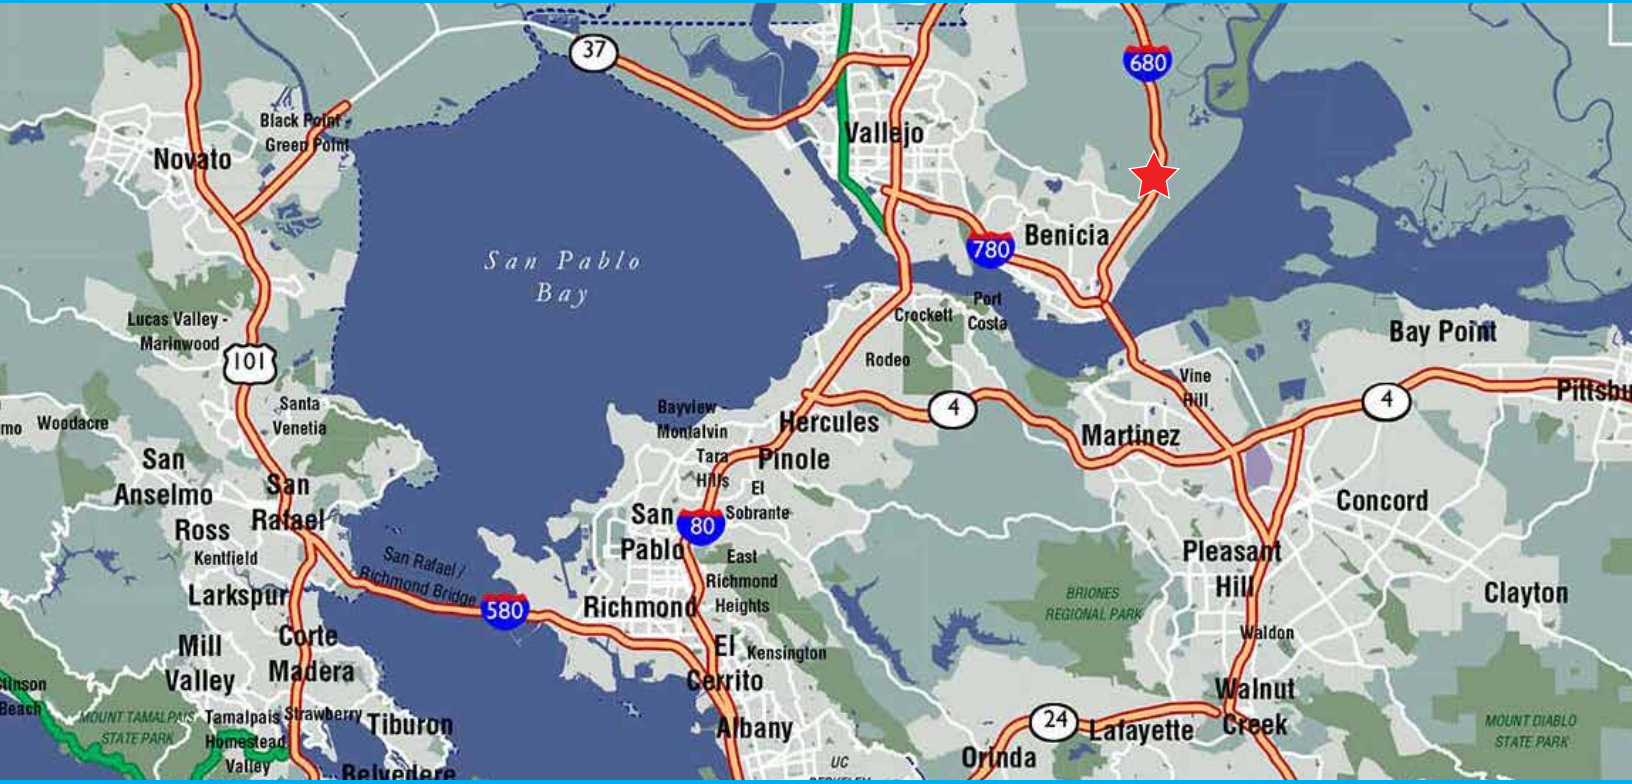 37
680
Black Point -
Green Point
Vallejo
Novato
780
Benicia
San Pablo
Bay
Port
Costa
Crockett
Lucas Valley -
Marinwood
Bay Point
101
Rodeo
Vine
Hill
4
4
Pittsbu
Santa
Venetia
Woodacre
mo
Bayview -
Montalvin
Tara
Hills
Hercules
Martinez
Pinole
San
Anselmo
San
Rafael
El
Sobrante
Concord
Ross
Kentfield
San
Pablo
80
San Rafael /
Richmond Bridge
East
Richmond
Heights
Pleasant
Hill
BRIONES
REGIONAL PARK
Clayton
Larkspur
580
Richmond
Corte
Madera
Mill
Valley
El
Cerrito
Kensington
Waldon
Walnut
Creek
Stinson
Beach
MOUNT TAMALPAIS
STATE PARK
Tamalpais
Homestead
Valley
Strawberry
Tiburon
Albany
24
Lafayette
MOUNT DIABLO
STATE PARK
Orinda
UC
Belvedere